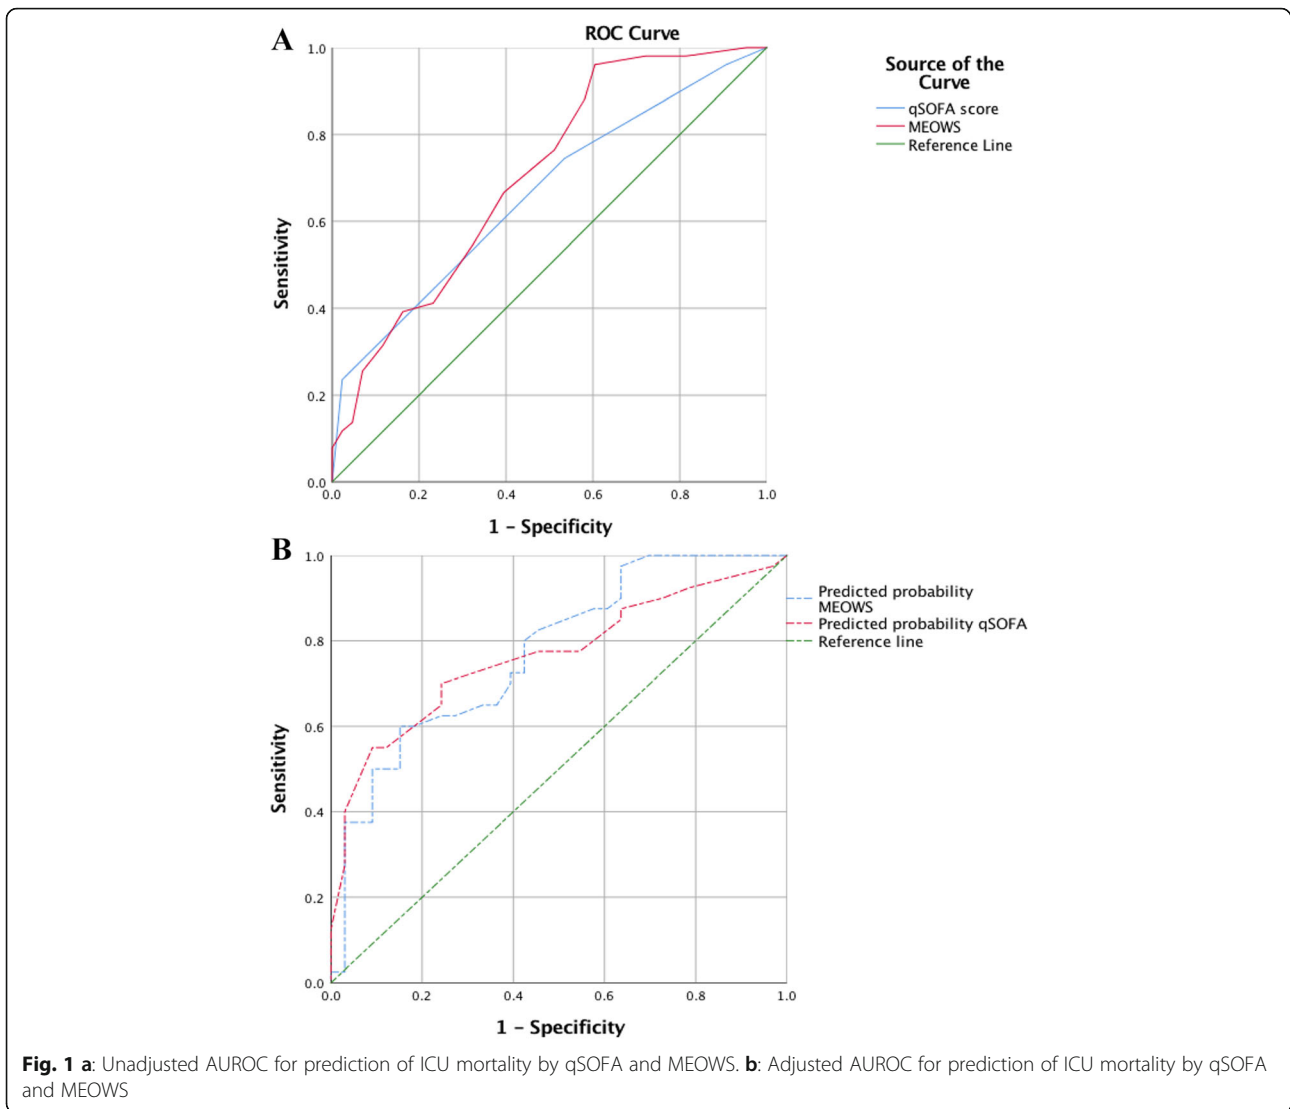 A
ROC Curve
1.0
0.8
0.6
0.4
0.2
0.0
Sensitivity
0.0 0.2 0.4 0.6 0.8 1.0
1 – Specificity
Source of the
Curve
qSOFA score
MEOWS
Reference Line
B
1.0
0.8
0.6
0.4
0.2
0.0
Sensitivity
0.0 0.2 0.4 0.6 0.8 1.0
1 – Specificity
Predicted probability
MEOWS
Predicted probability qSOFA
Reference line
Fig. 1 a: Unadjusted AUROC for prediction of ICU mortality by qSOFA and MEOWS. b: Adjusted AUROC for prediction of ICU mortality by qSOFA
and MEOWS